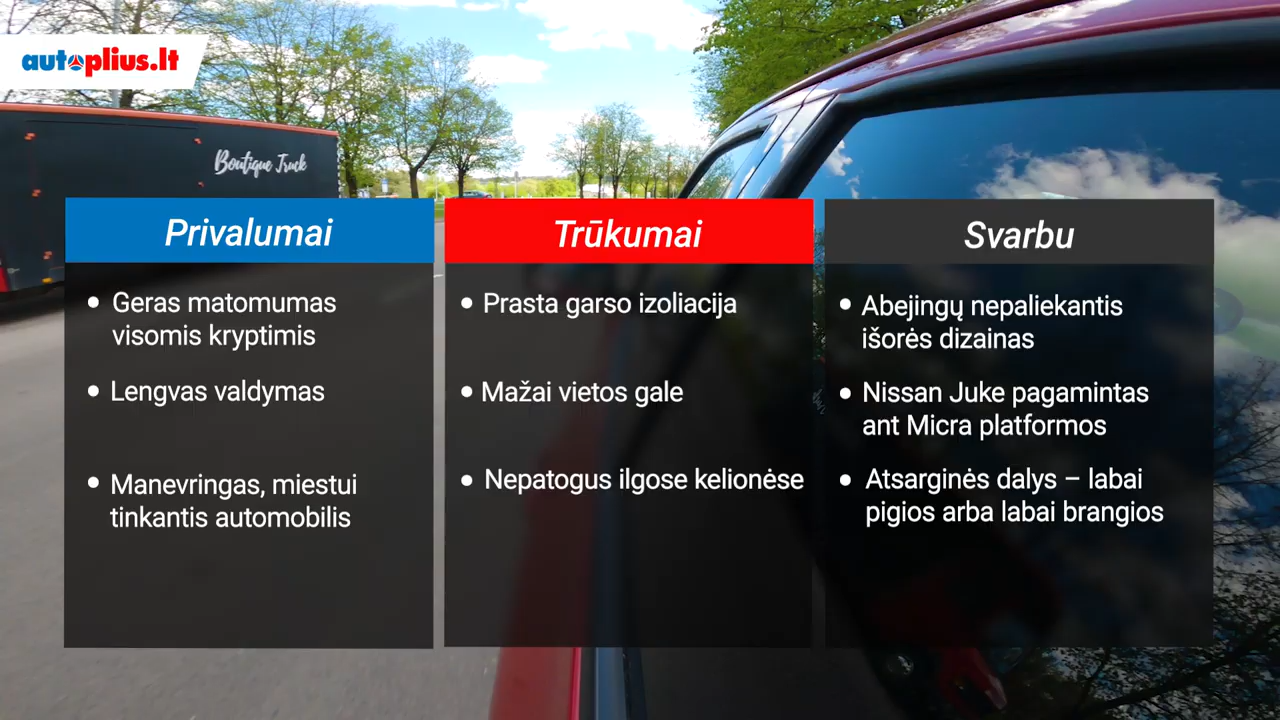 autoplius.lt
Boutique Truck
Privalumai
Geras matomumas
visomis kryptimis
Lengvas valdymas
Manevringas, miestui
tinkantis automobilis
Trūkumai
Prasta garso izoliacija
Mažai vietos gale
Nepatogus ilgose kelionėse
Svarbu
Abejingų nepaliekantis
išorės dizainas
Nissan Juke pagamintas
ant Micra platformos
Atsarginės dalys – labai
pigios arba labai brangios